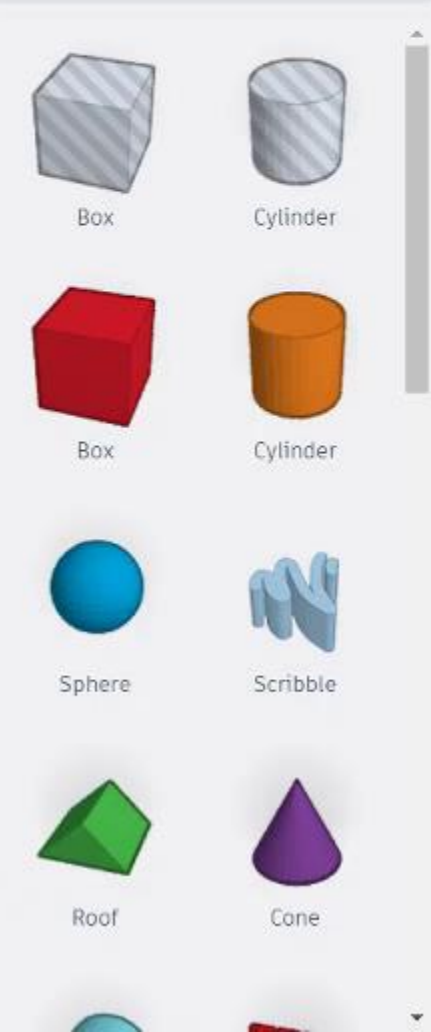 Box
Cylinder
Box
Cylinder
Sphere
Scribble
Roof
Cone